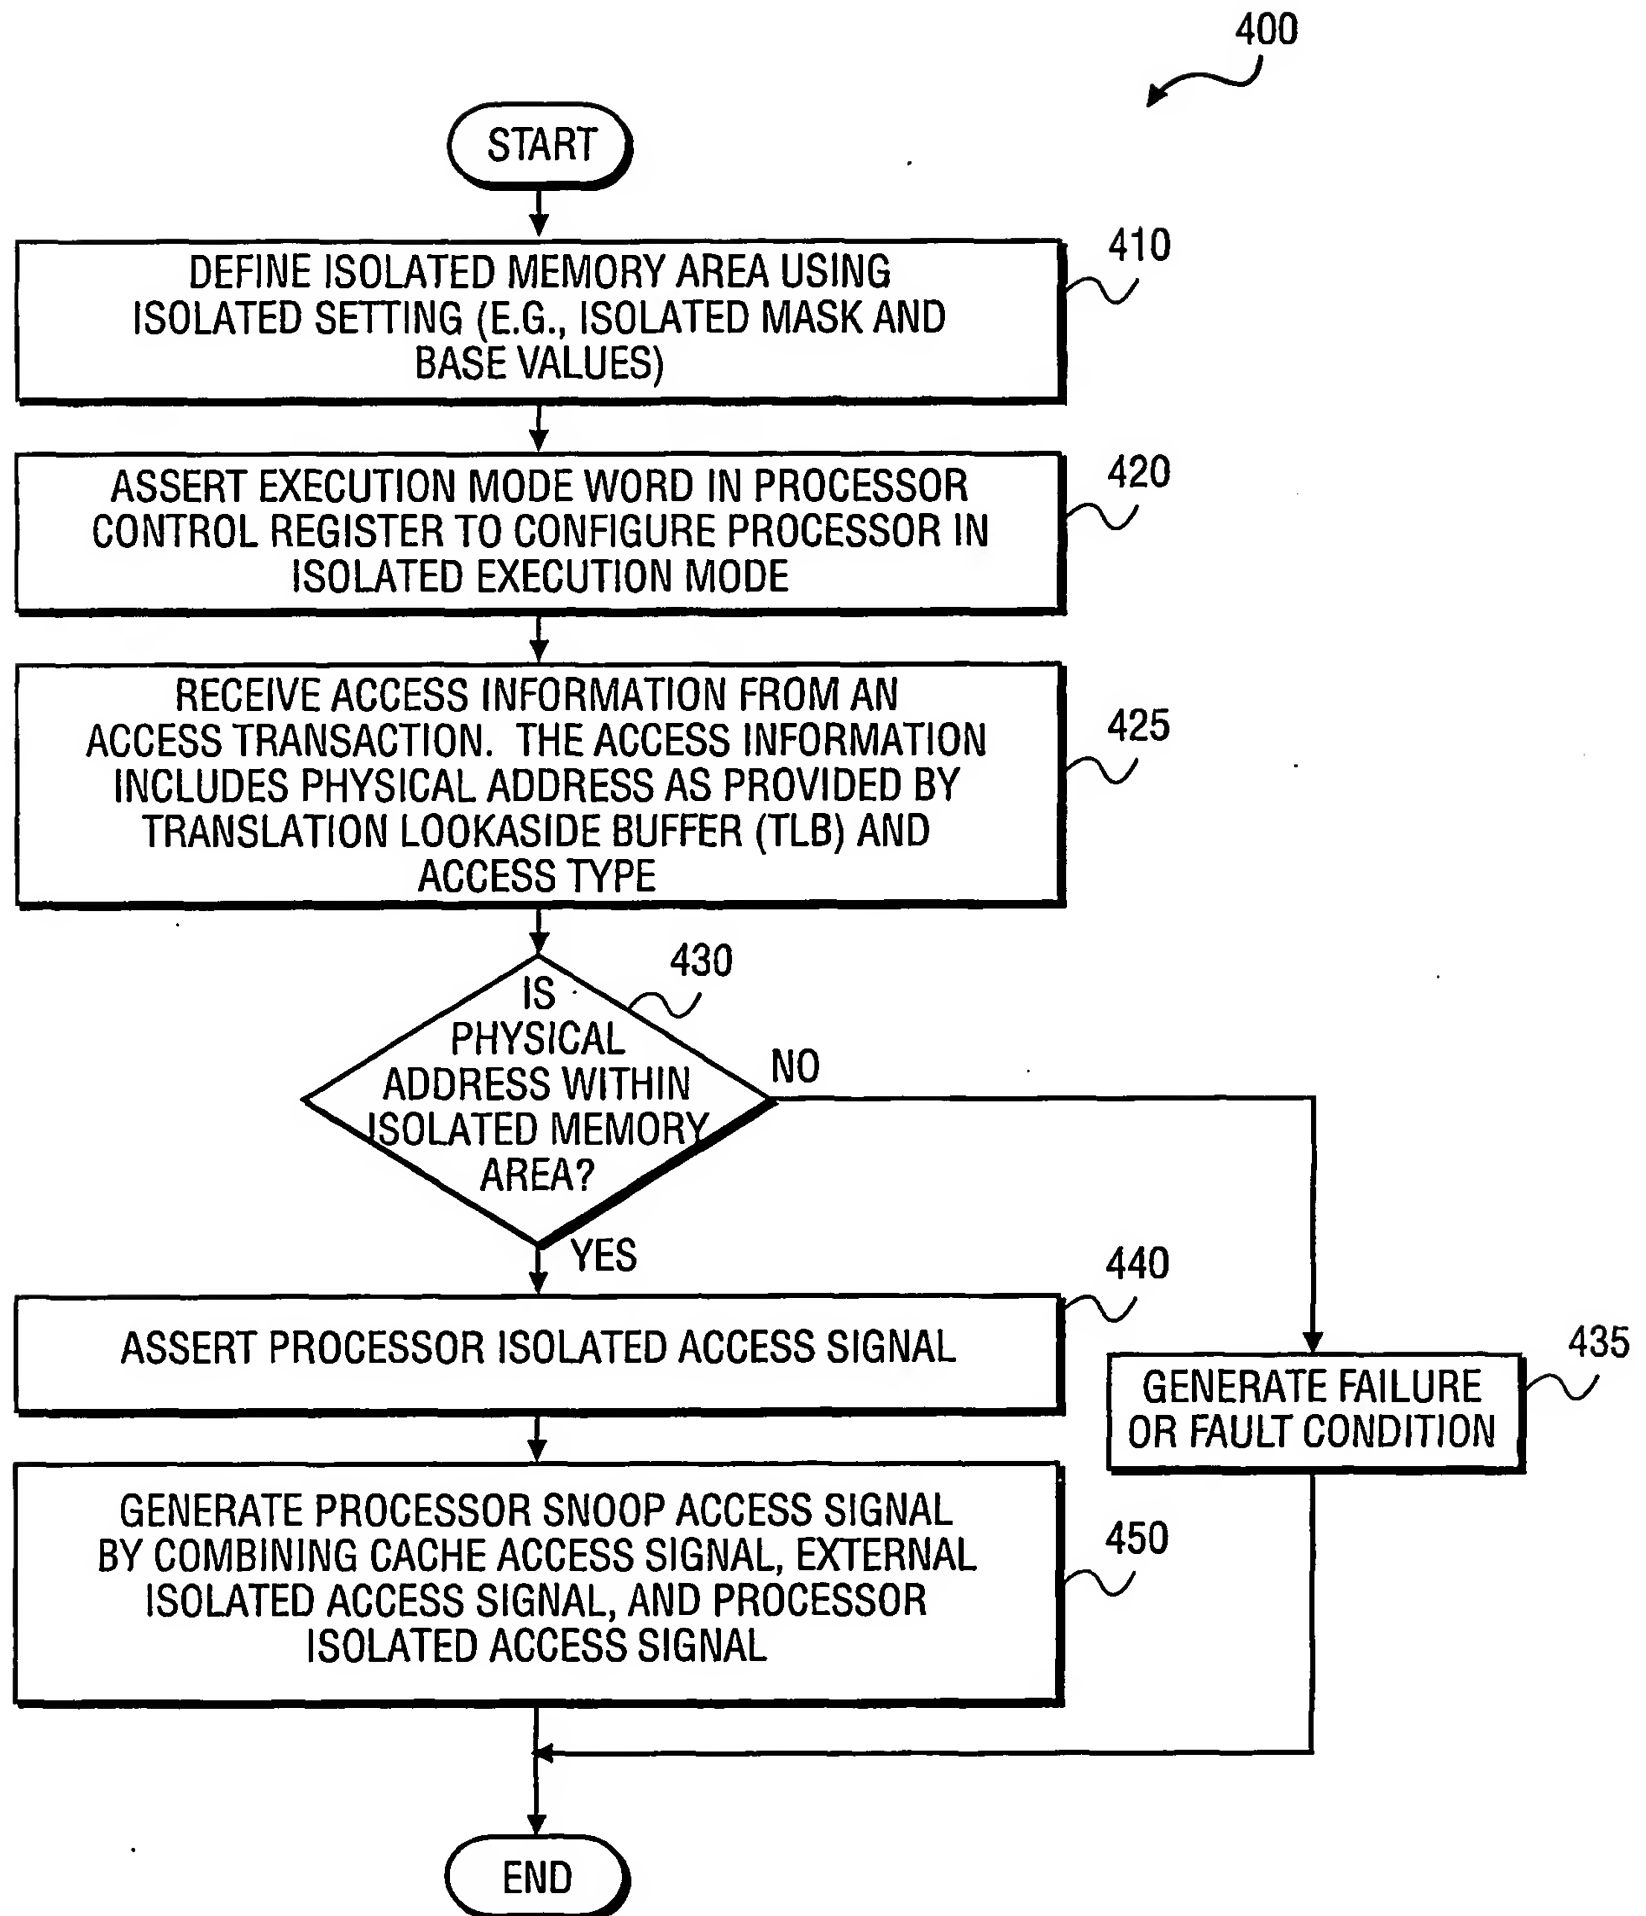 400
START
410
DEFINE ISOLATED MEMORY AREA USING
ISOLATED SETTING (E.G., ISOLATED MASK AND
BASE VALUES)
420
ASSERT EXECUTION MODE WORD IN PROCESSOR
CONTROL REGISTER TO CONFIGURE PROCESSOR IN
ISOLATED EXECUTION MODE
425
RECEIVE ACCESS INFORMATION FROM AN
ACCESS TRANSACTION. THE ACCESS INFORMATION
INCLUDES PHYSICAL ADDRESS AS PROVIDED BY
TRANSLATION LOOKASIDE BUFFER (TLB) AND
ACCESS TYPE
430
IS
PHYSICAL
ADDRESS WITHIN
ISOLATED MEMORY
AREA?
NO
YES
440
ASSERT PROCESSOR ISOLATED ACCESS SIGNAL
435
GENERATE FAILURE
OR FAULT CONDITION
450
GENERATE PROCESSOR SNOOP ACCESS SIGNAL
BY COMBINING CACHE ACCESS SIGNAL, EXTERNAL
ISOLATED ACCESS SIGNAL, AND PROCESSOR
ISOLATED ACCESS SIGNAL
END